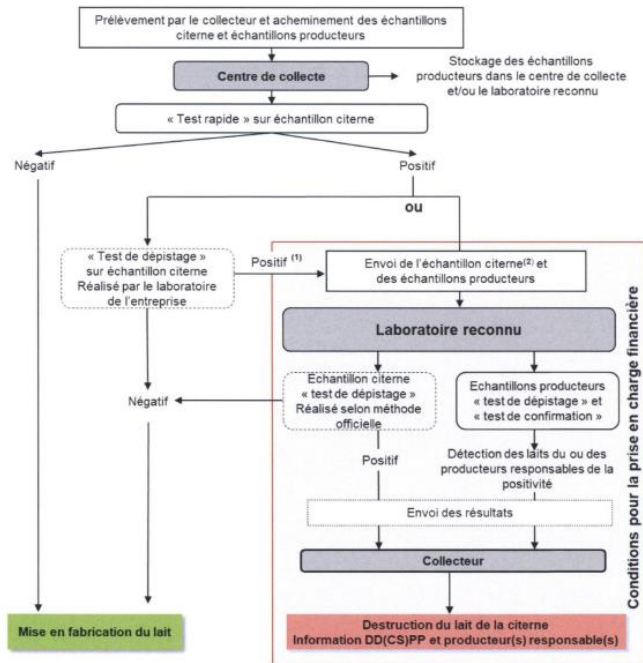 Prélèvement par le collecteur et acheminement des échantillons
citerne et échantillons producteurs
Centre de collecte
Stockage des échantillons
producteurs dans le centre de collecte
et/ou le laboratoire reconnu
« Test rapide » sur échantillon citerne
Négatif
Positif
ou
« Test de dépistage »
sur échantillon citerne
Réalisé par le laboratoire
de l'entreprise
Positif (1)
Envoi de l'échantillon citerne(2) et
des échantillons producteurs
Laboratoire reconnu
Négatif
Echantillon citerne
« test de dépistage »
Réalisé selon méthode
officielle
Echantillons producteurs
« test de dépistage » et
« test de confirmation »
Positif
Détection des laits du ou des
producteurs responsables de la
positivité
Envoi des résultats
Collecteur
Mise en fabrication du lait
Destruction du lait de la citerne
Information DD(CS)PP et producteur(s) responsable(s)
Conditions pour la prise en charge financière